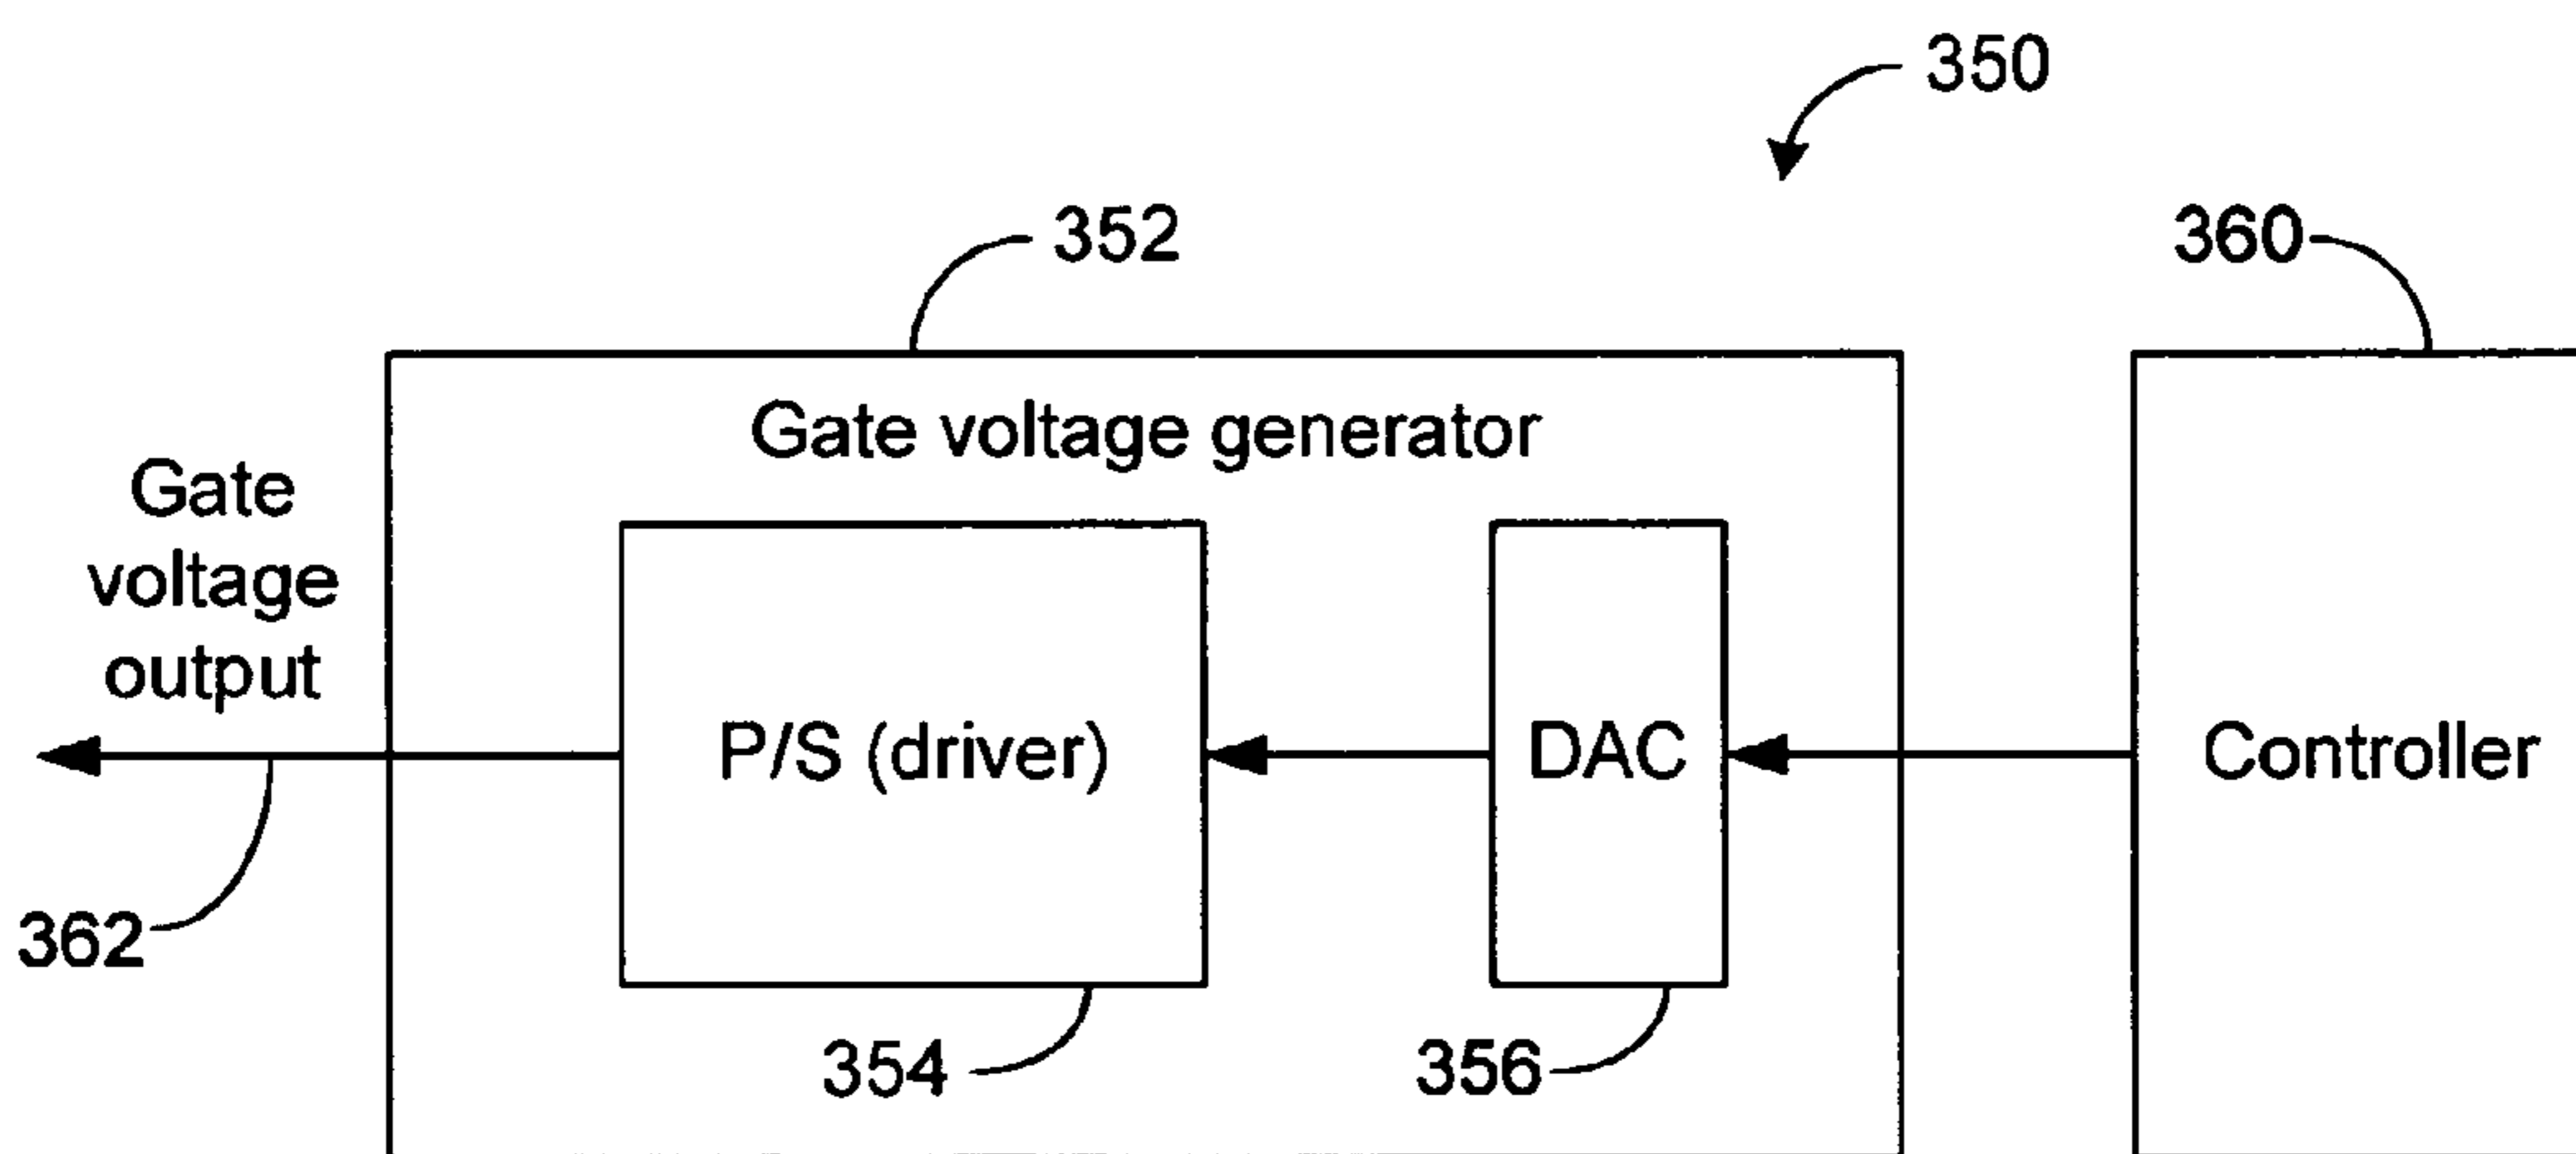 350
352
360
Gate voltage generator
Gate
voltage
output
P/S (driver)
DAC
Controller
362
354
356